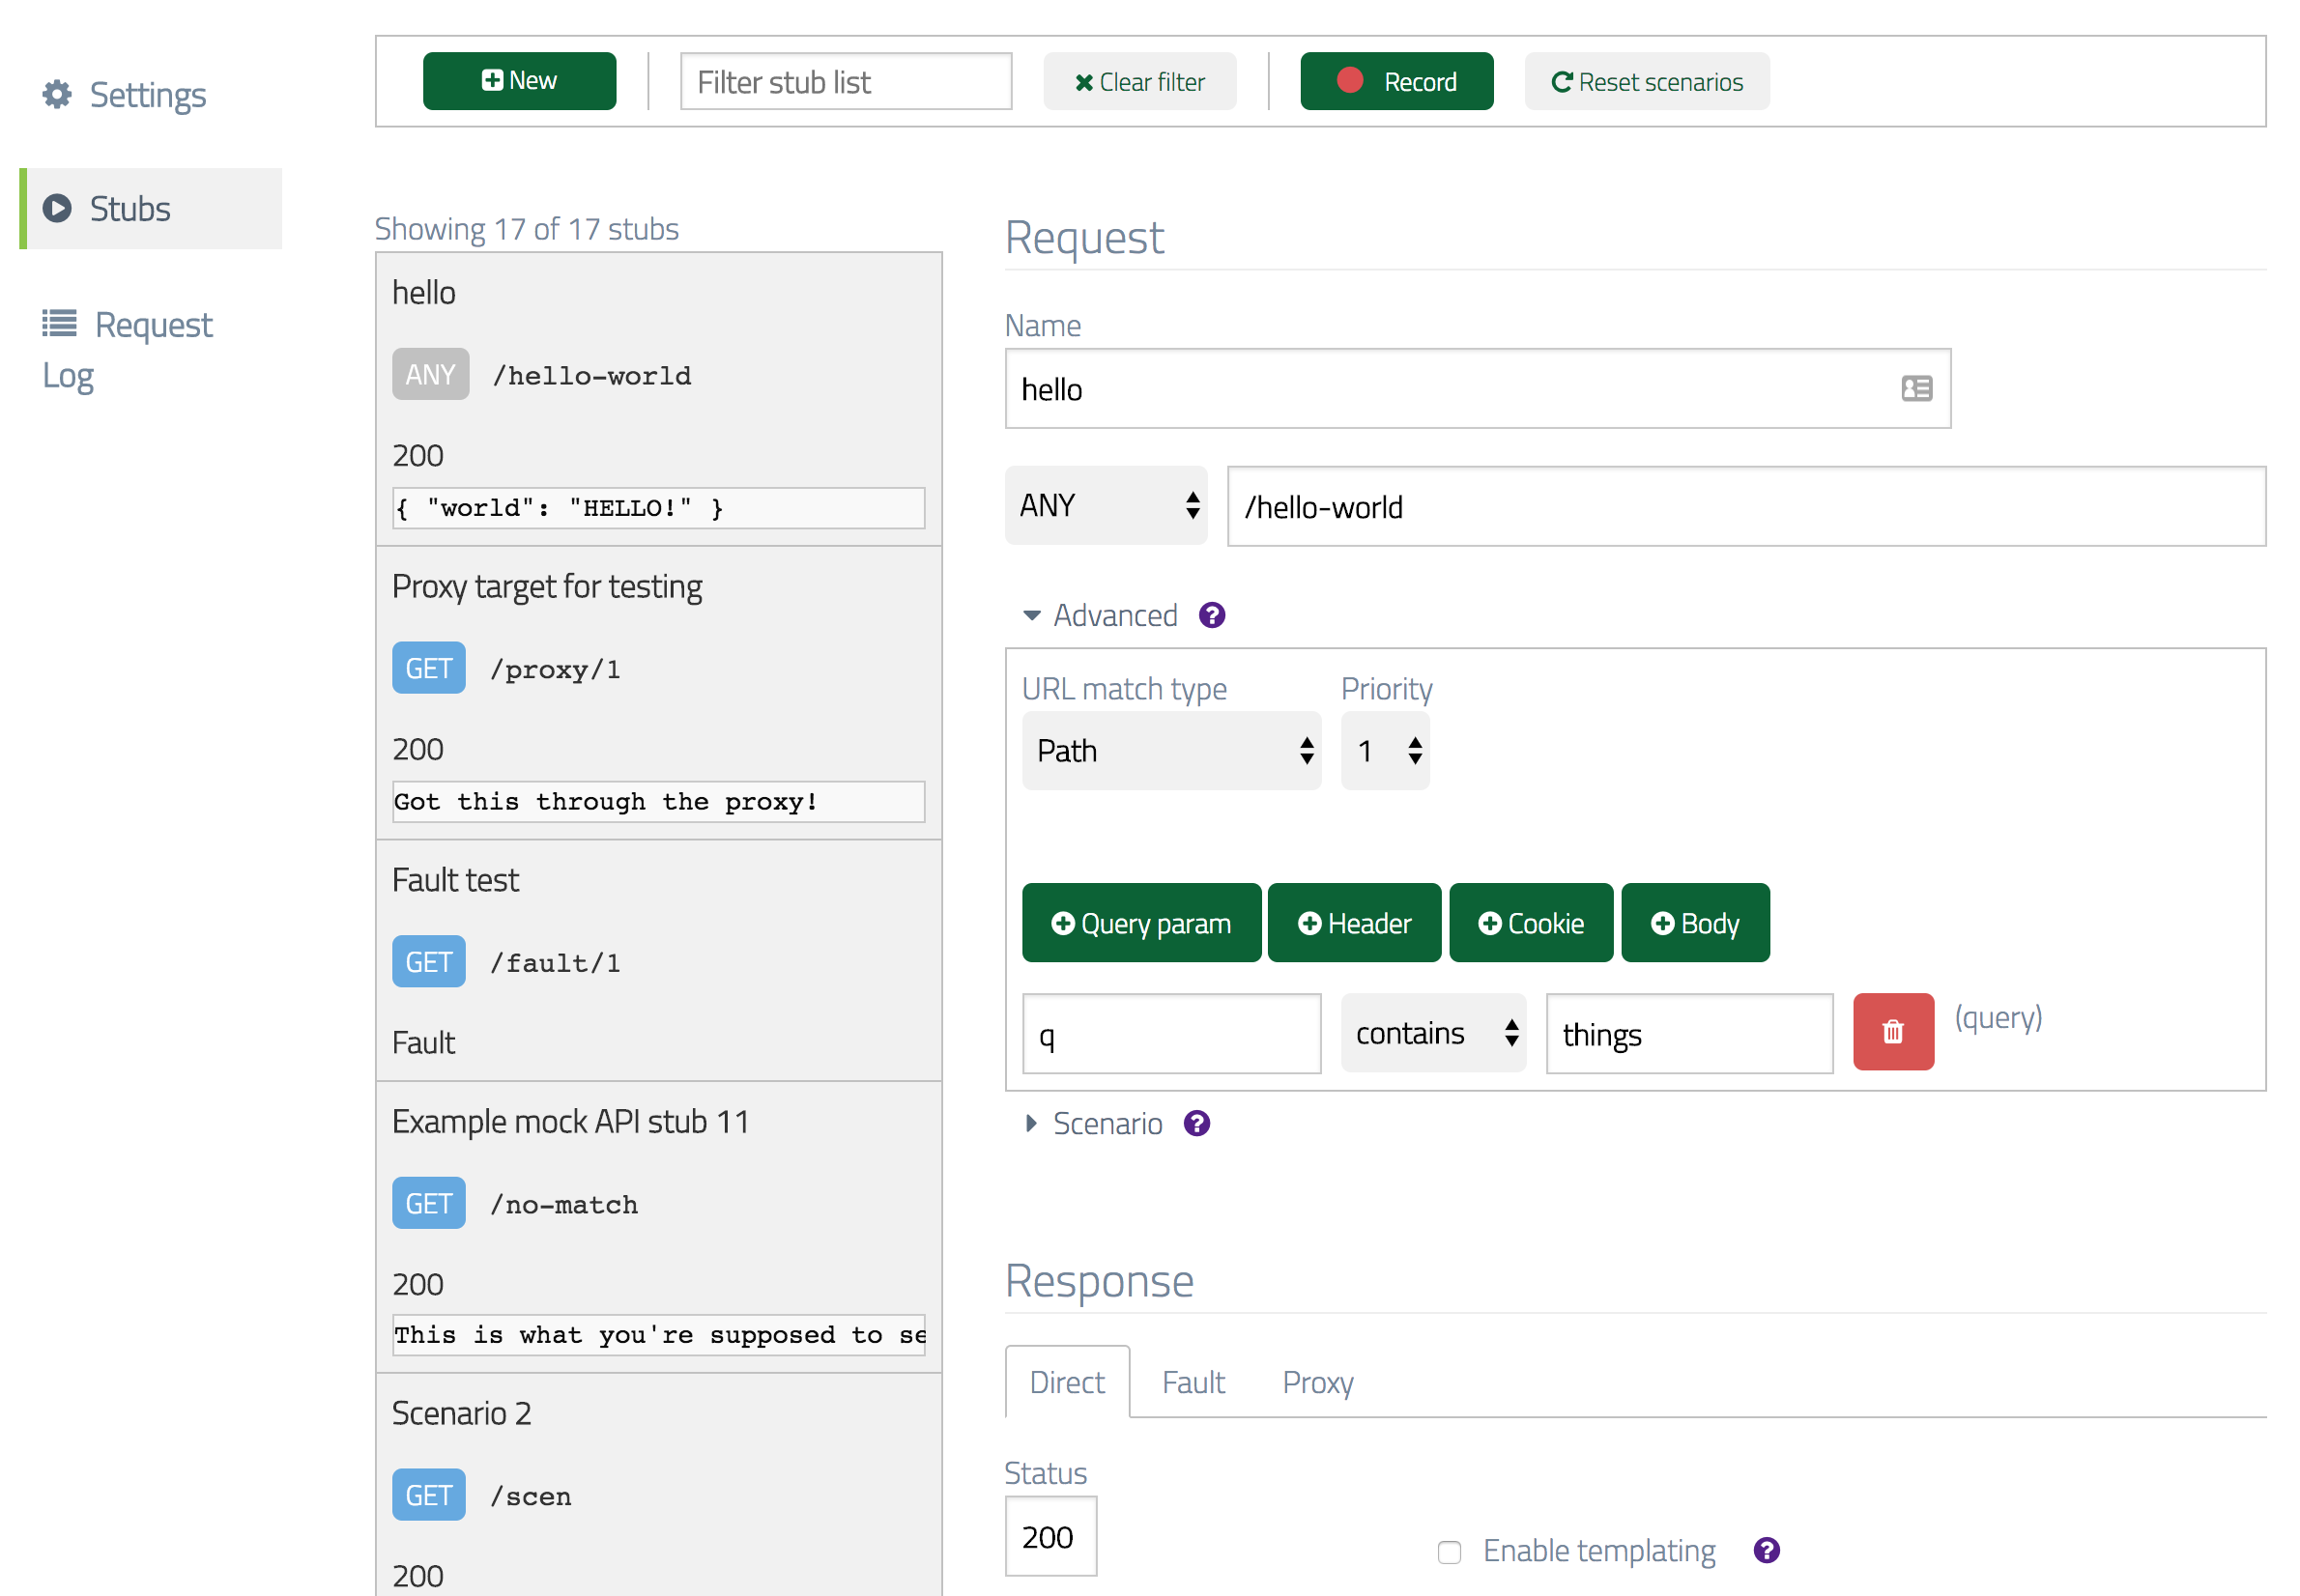 Settings
Stubs
Request
Log
New
Filter stub list
Clear filter
Record
Reset scenarios
Showing 17 of 17 stubs
hello
ANY /hello-world
200
{ "world": "HELLO!" }
Proxy target for testing
GET /proxy/1
200
Got this through the proxy!
Fault test
GET /fault/1
Fault
Example mock API stub 11
GET /no-match
200
This is what you're supposed to se
Scenario 2
GET /scen
200
Request
Name
hello
ANY /hello-world
Advanced ?
URL match type Priority
Path 1
Query param Header Cookie Body
q contains things (query)
Scenario ?
Response
Direct Fault Proxy
Status
200
Enable templating ?